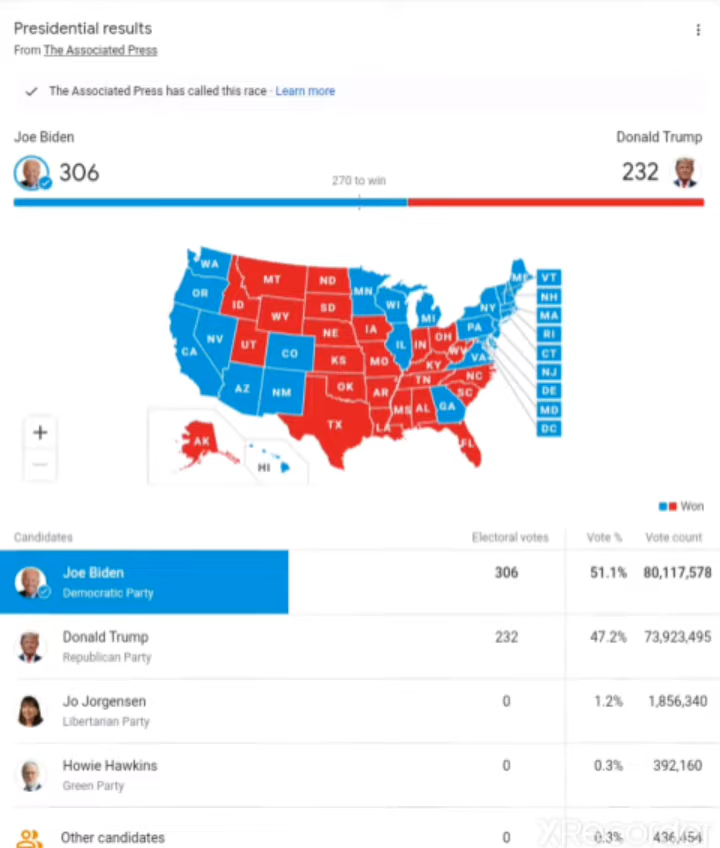 Presidential results
From The Associated Press
The Associated Press has called this race · Learn more
Joe Biden
Donald Trump
306
232
270 to win
WA
OR
CA
NV
ID
MT
WY
UT
AZ
CO
NM
ND
SD
NE
KS
OK
TX
MN
IA
MO
AR
LA
WI
IL
MI
IN
OH
KY
TN
MS
AL
GA
FL
SC
NC
VA
WV
PA
NY
ME
VT
NH
MA
RI
CT
NJ
DE
MD
DC
AK
HI
+
−
Won
Candidates Electoral votes Vote % Vote count
Joe Biden 306 51.1% 80,117,578
Democratic Party
Donald Trump 232 47.2% 73,923,495
Republican Party
Jo Jorgensen 0 1.2% 1,856,340
Libertarian Party
Howie Hawkins 0 0.3% 392,160
Green Party
Other candidates 0 0.3% 436,454
XRecorder